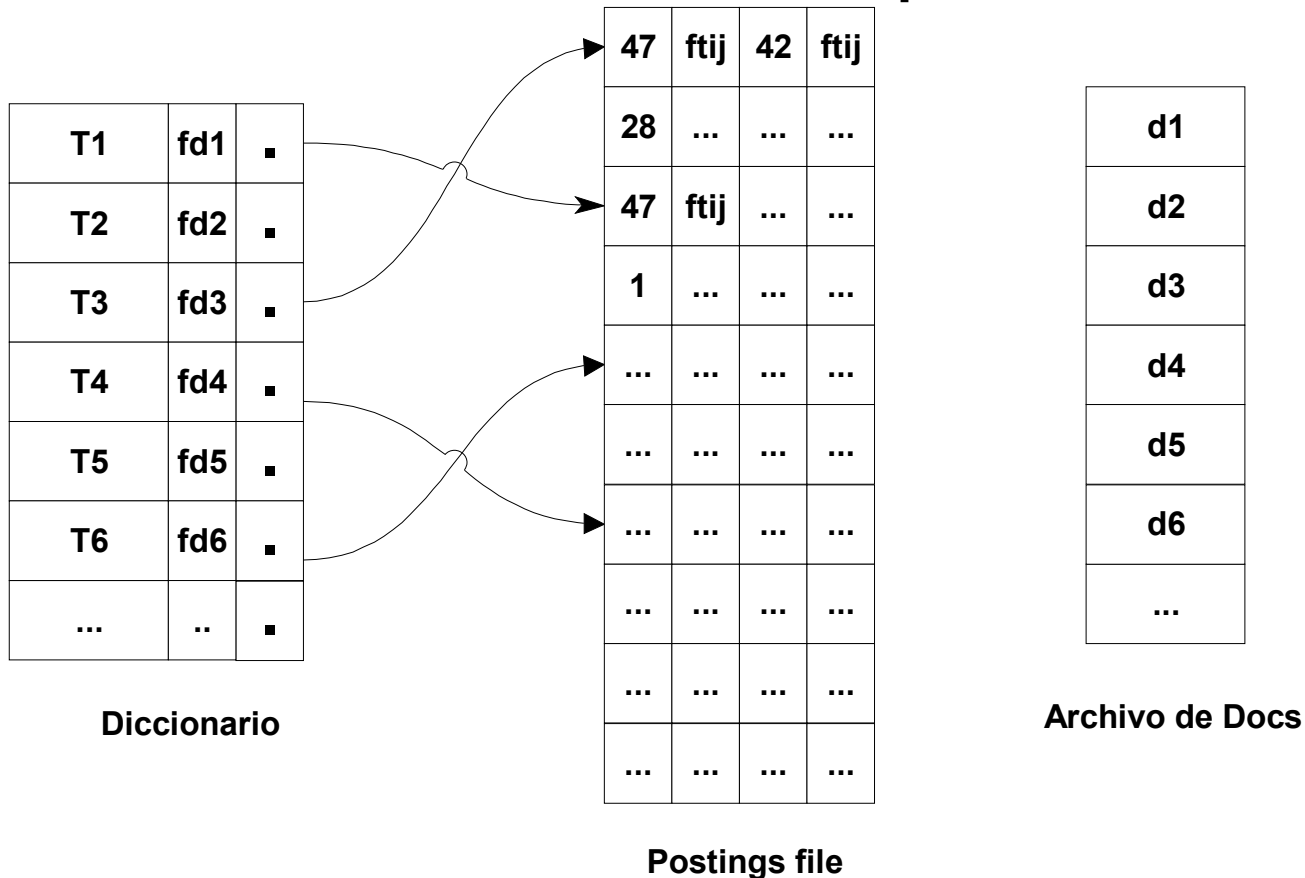 47 ftij 42 ftij
28 ... ... ...
47 ftij ... ...
1 ... ... ...
... ... ... ...
... ... ... ...
... ... ... ...
... ... ... ...
... ... ... ...
... ... ... ...
Postings file
T1 fd1 .
T2 fd2 .
T3 fd3 .
T4 fd4 .
T5 fd5 .
T6 fd6 .
... .. .
Diccionario
d1
d2
d3
d4
d5
d6
...
Archivo de Docs